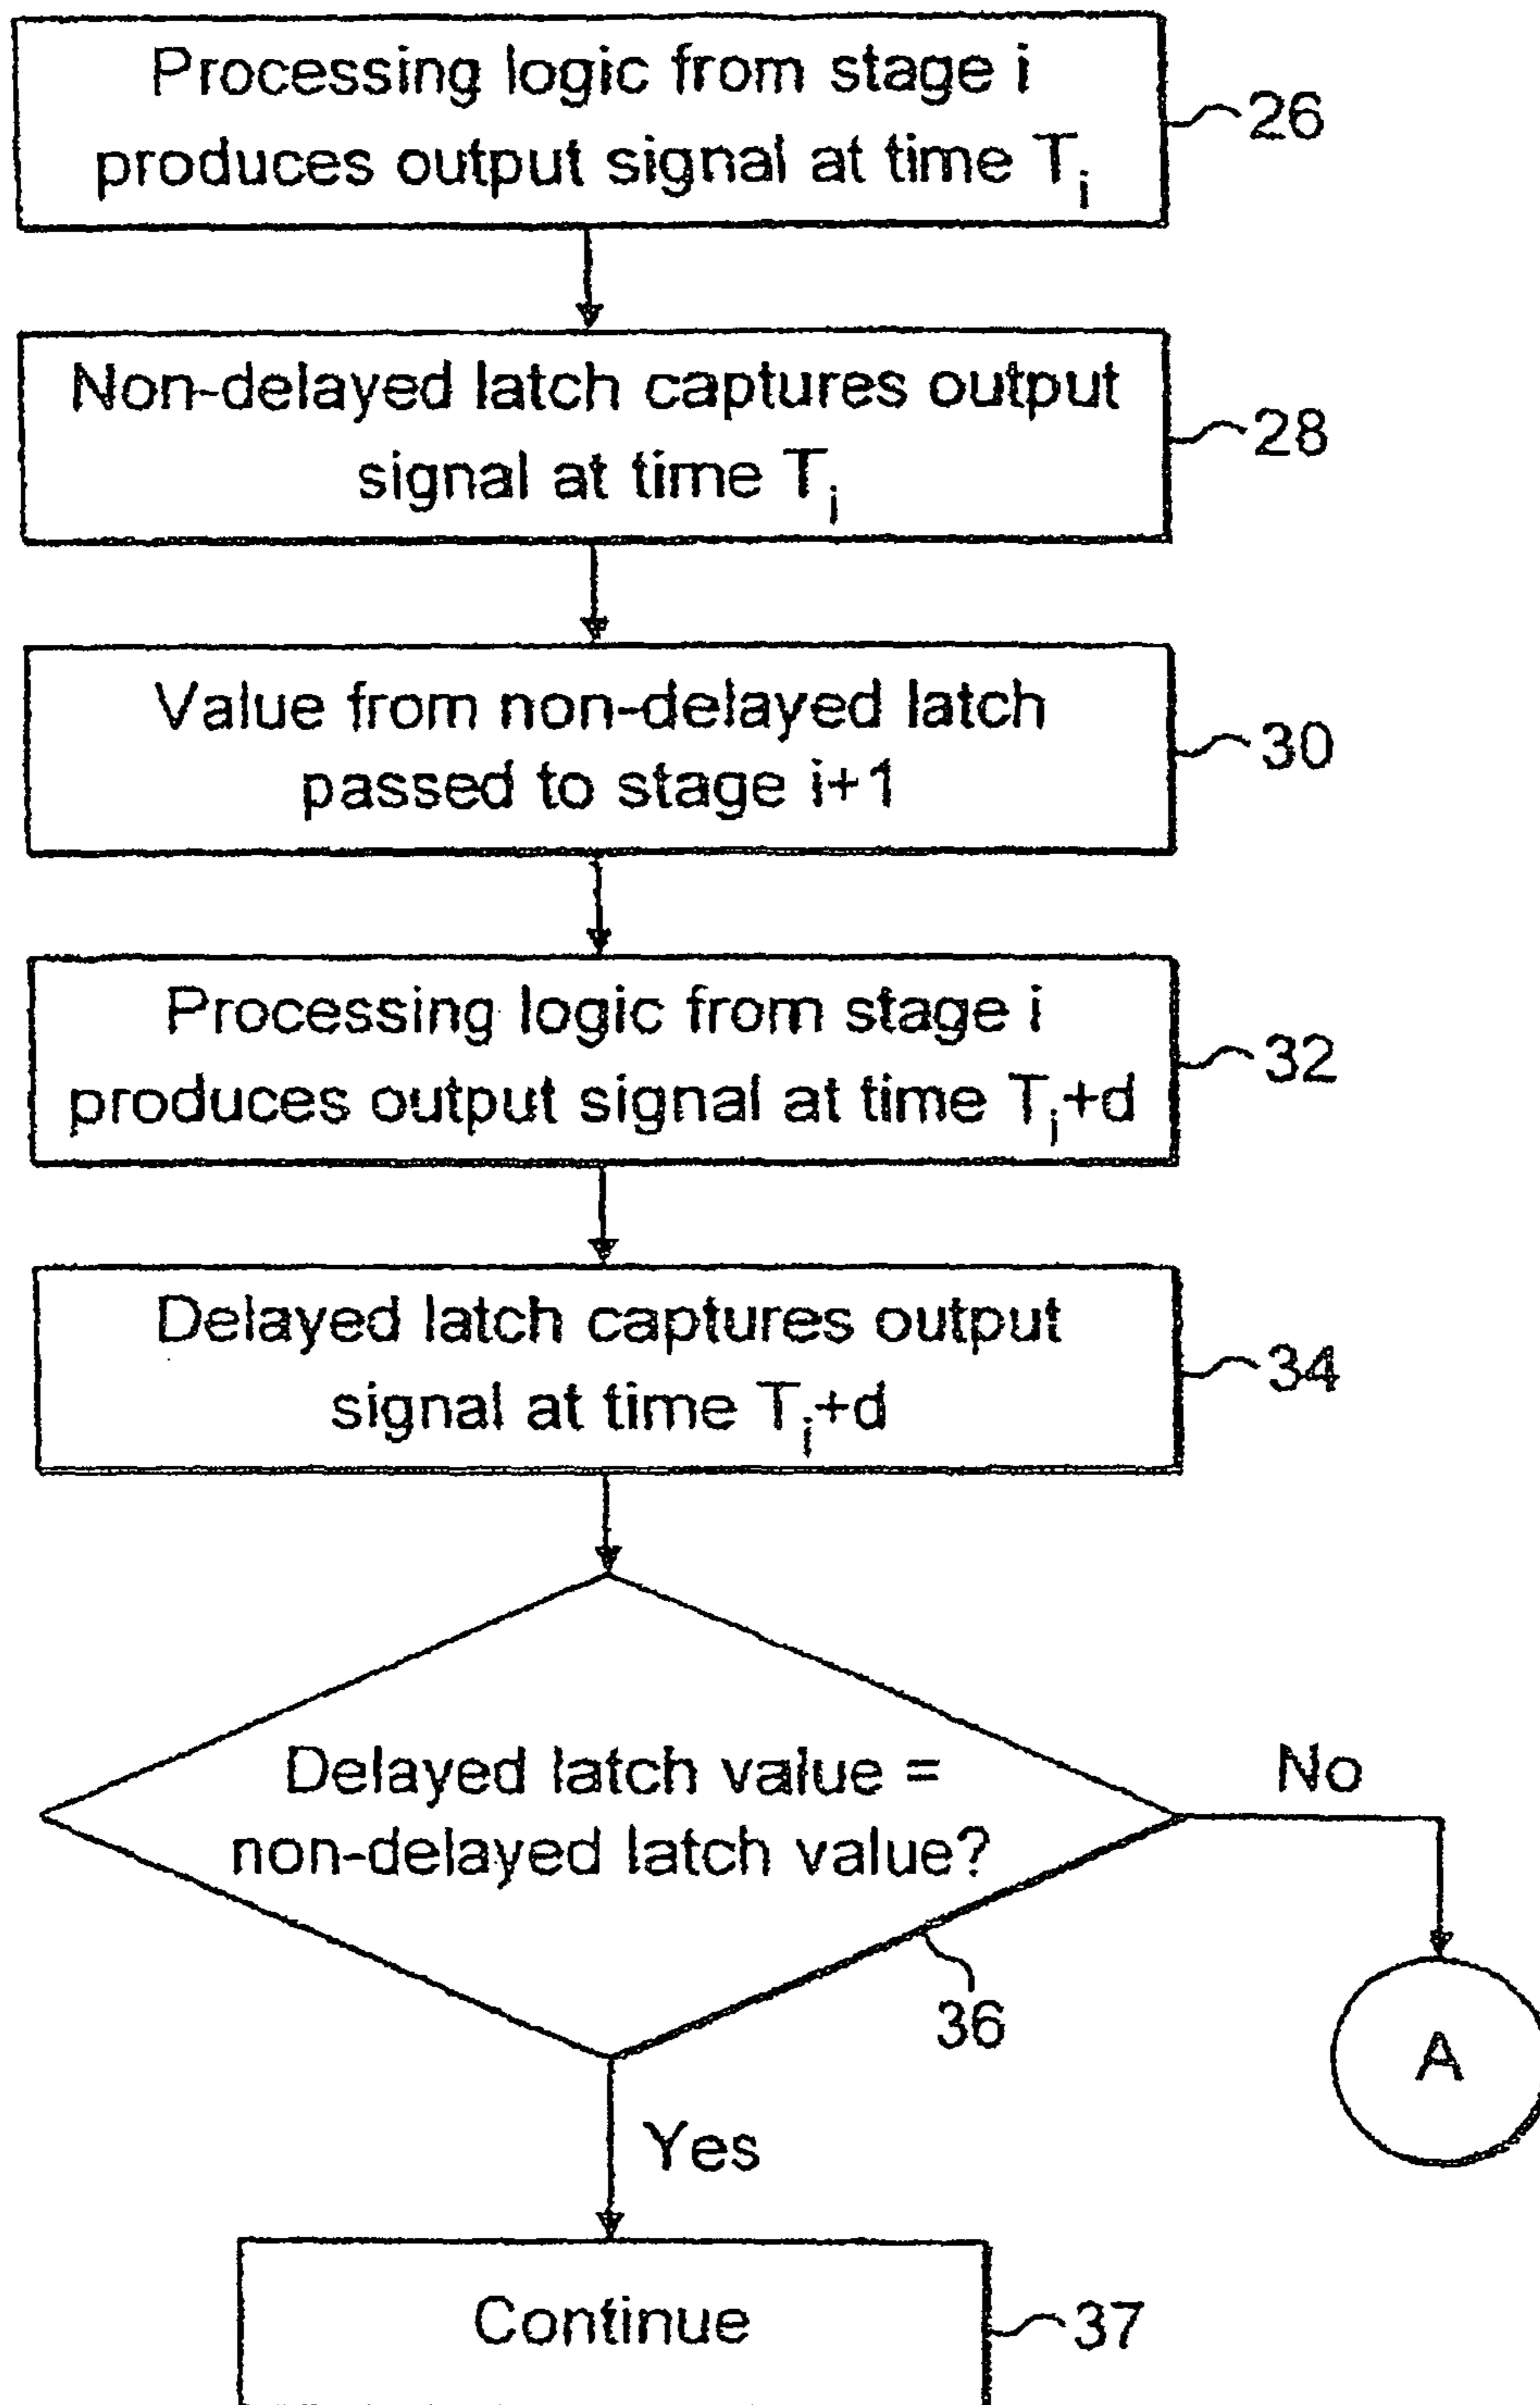 Processing logic from stage i
produces output signal at time Ti
26
Non-delayed latch captures output
signal at time Ti
28
Value from non-delayed latch
passed to stage i+1
30
Processing logic from stage i
produces output signal at time Ti+d
32
Delayed latch captures output
signal at time Ti+d
34
Delayed latch value =
non-delayed latch value?
No
36
A
Yes
Continue
37